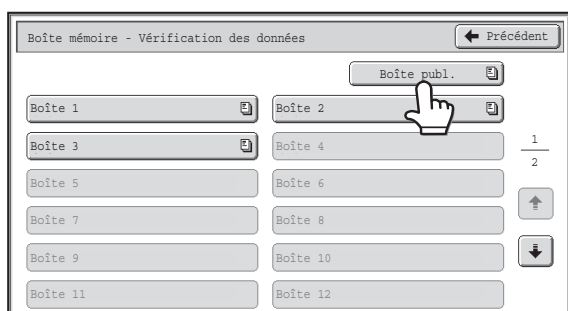 Boîte mémoire - Vérification des données
Précédent
Boîte publ.
Boîte 1
Boîte 2
Boîte 3
Boîte 4
1
2
Boîte 5
Boîte 6
Boîte 7
Boîte 8
Boîte 9
Boîte 10
Boîte 11
Boîte 12